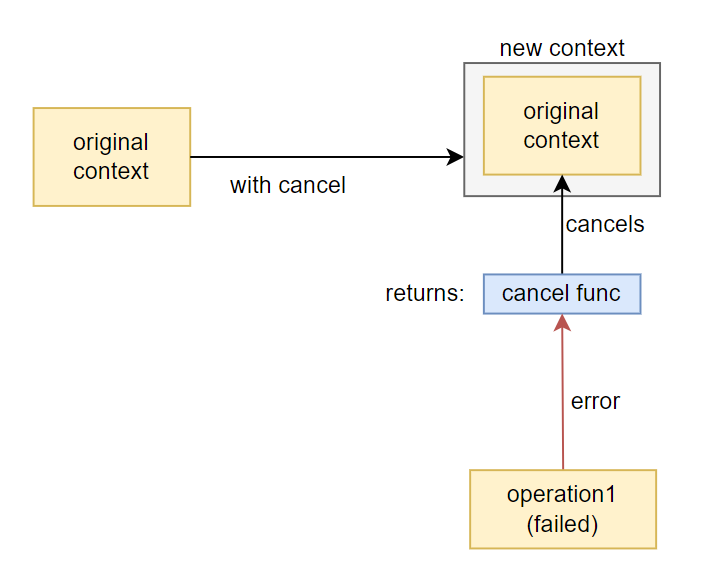 new context
original
context
original
context
with cancel
cancels
returns:
cancel func
error
operation1
(failed)